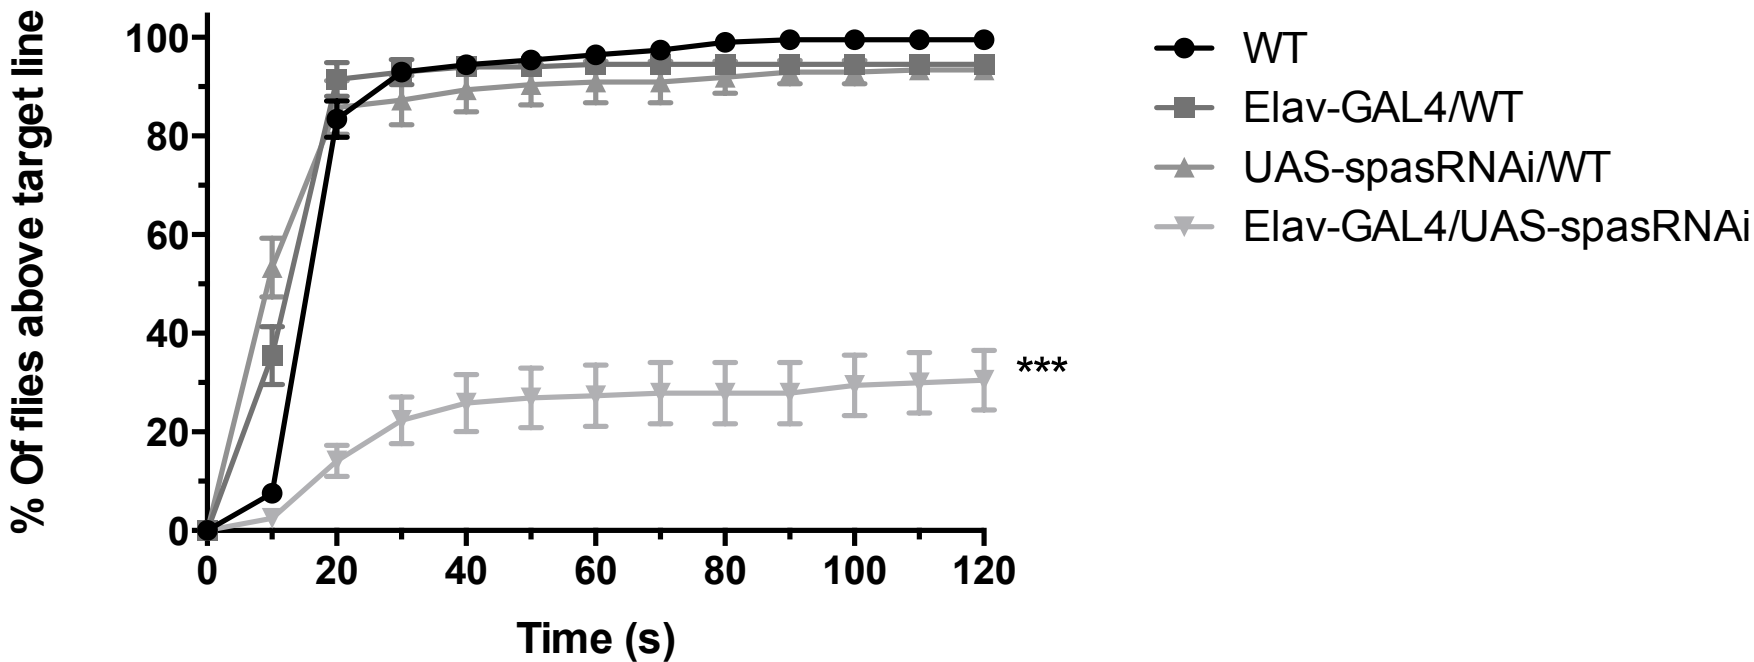 % Of flies above target line
100
80
60
40
20
0
0 20 40 60 80 100 120
Time (s)
***
WT
Elav-GAL4/WT
UAS-spasRNAi/WT
Elav-GAL4/UAS-spasRNAi